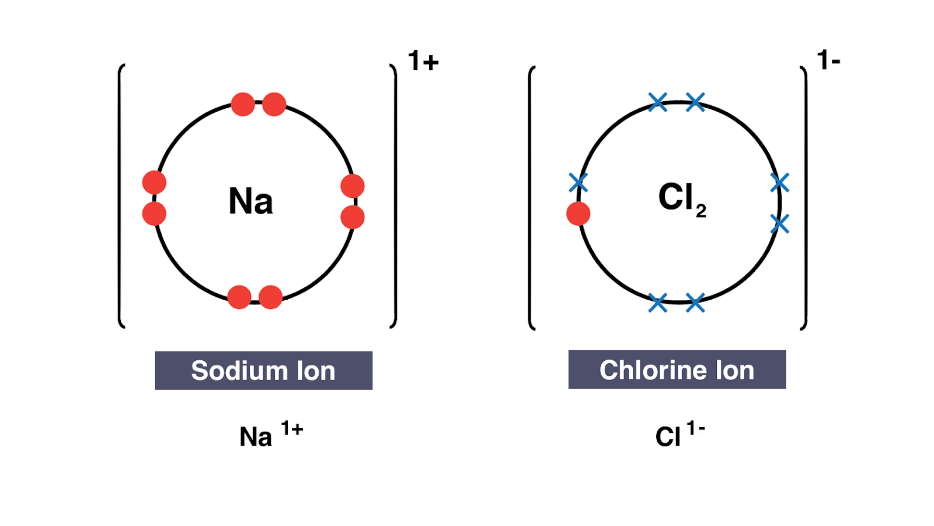 1+
1-
Na
Cl₂
Sodium Ion
Chlorine Ion
Na ¹⁺
Cl ¹⁻